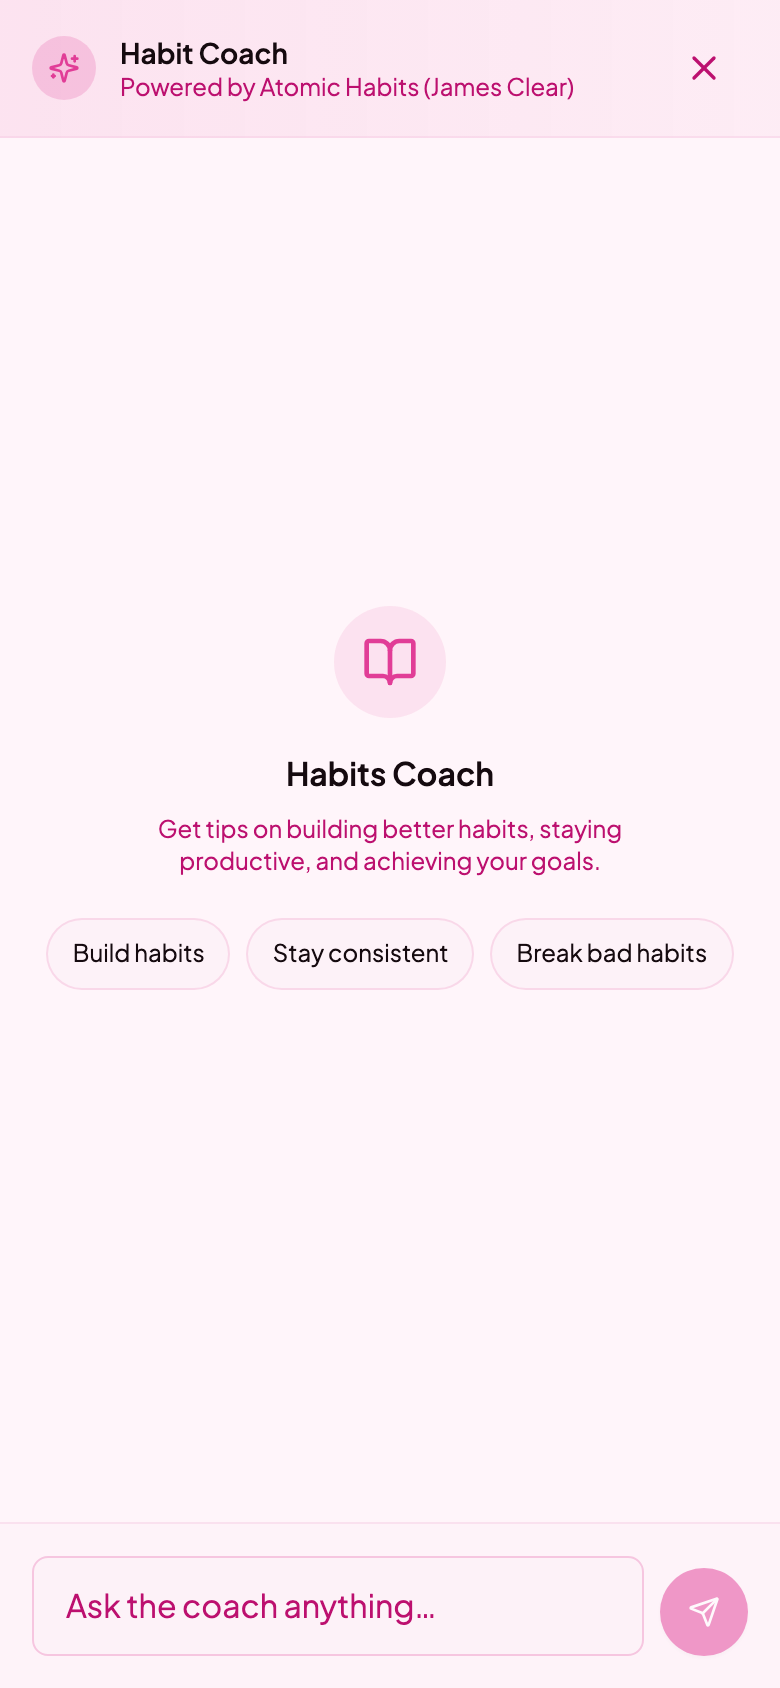 Habit Coach
Powered by Atomic Habits (James Clear)
Habits Coach
Get tips on building better habits, staying
productive, and achieving your goals.
Build habits
Stay consistent
Break bad habits
Ask the coach anything...